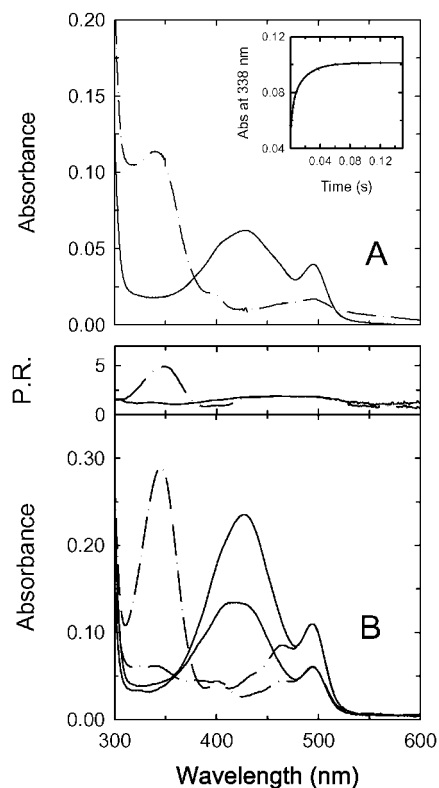 0.20
0.15
0.10
0.05
0.00
Absorbance
0.12
0.08
0.04
Abs at 338 nm
0.04 0.08 0.12
Time (s)
A
5
0
P.R.
0.30
0.20
0.10
0.00
Absorbance
B
300 400 500 600
Wavelength (nm)